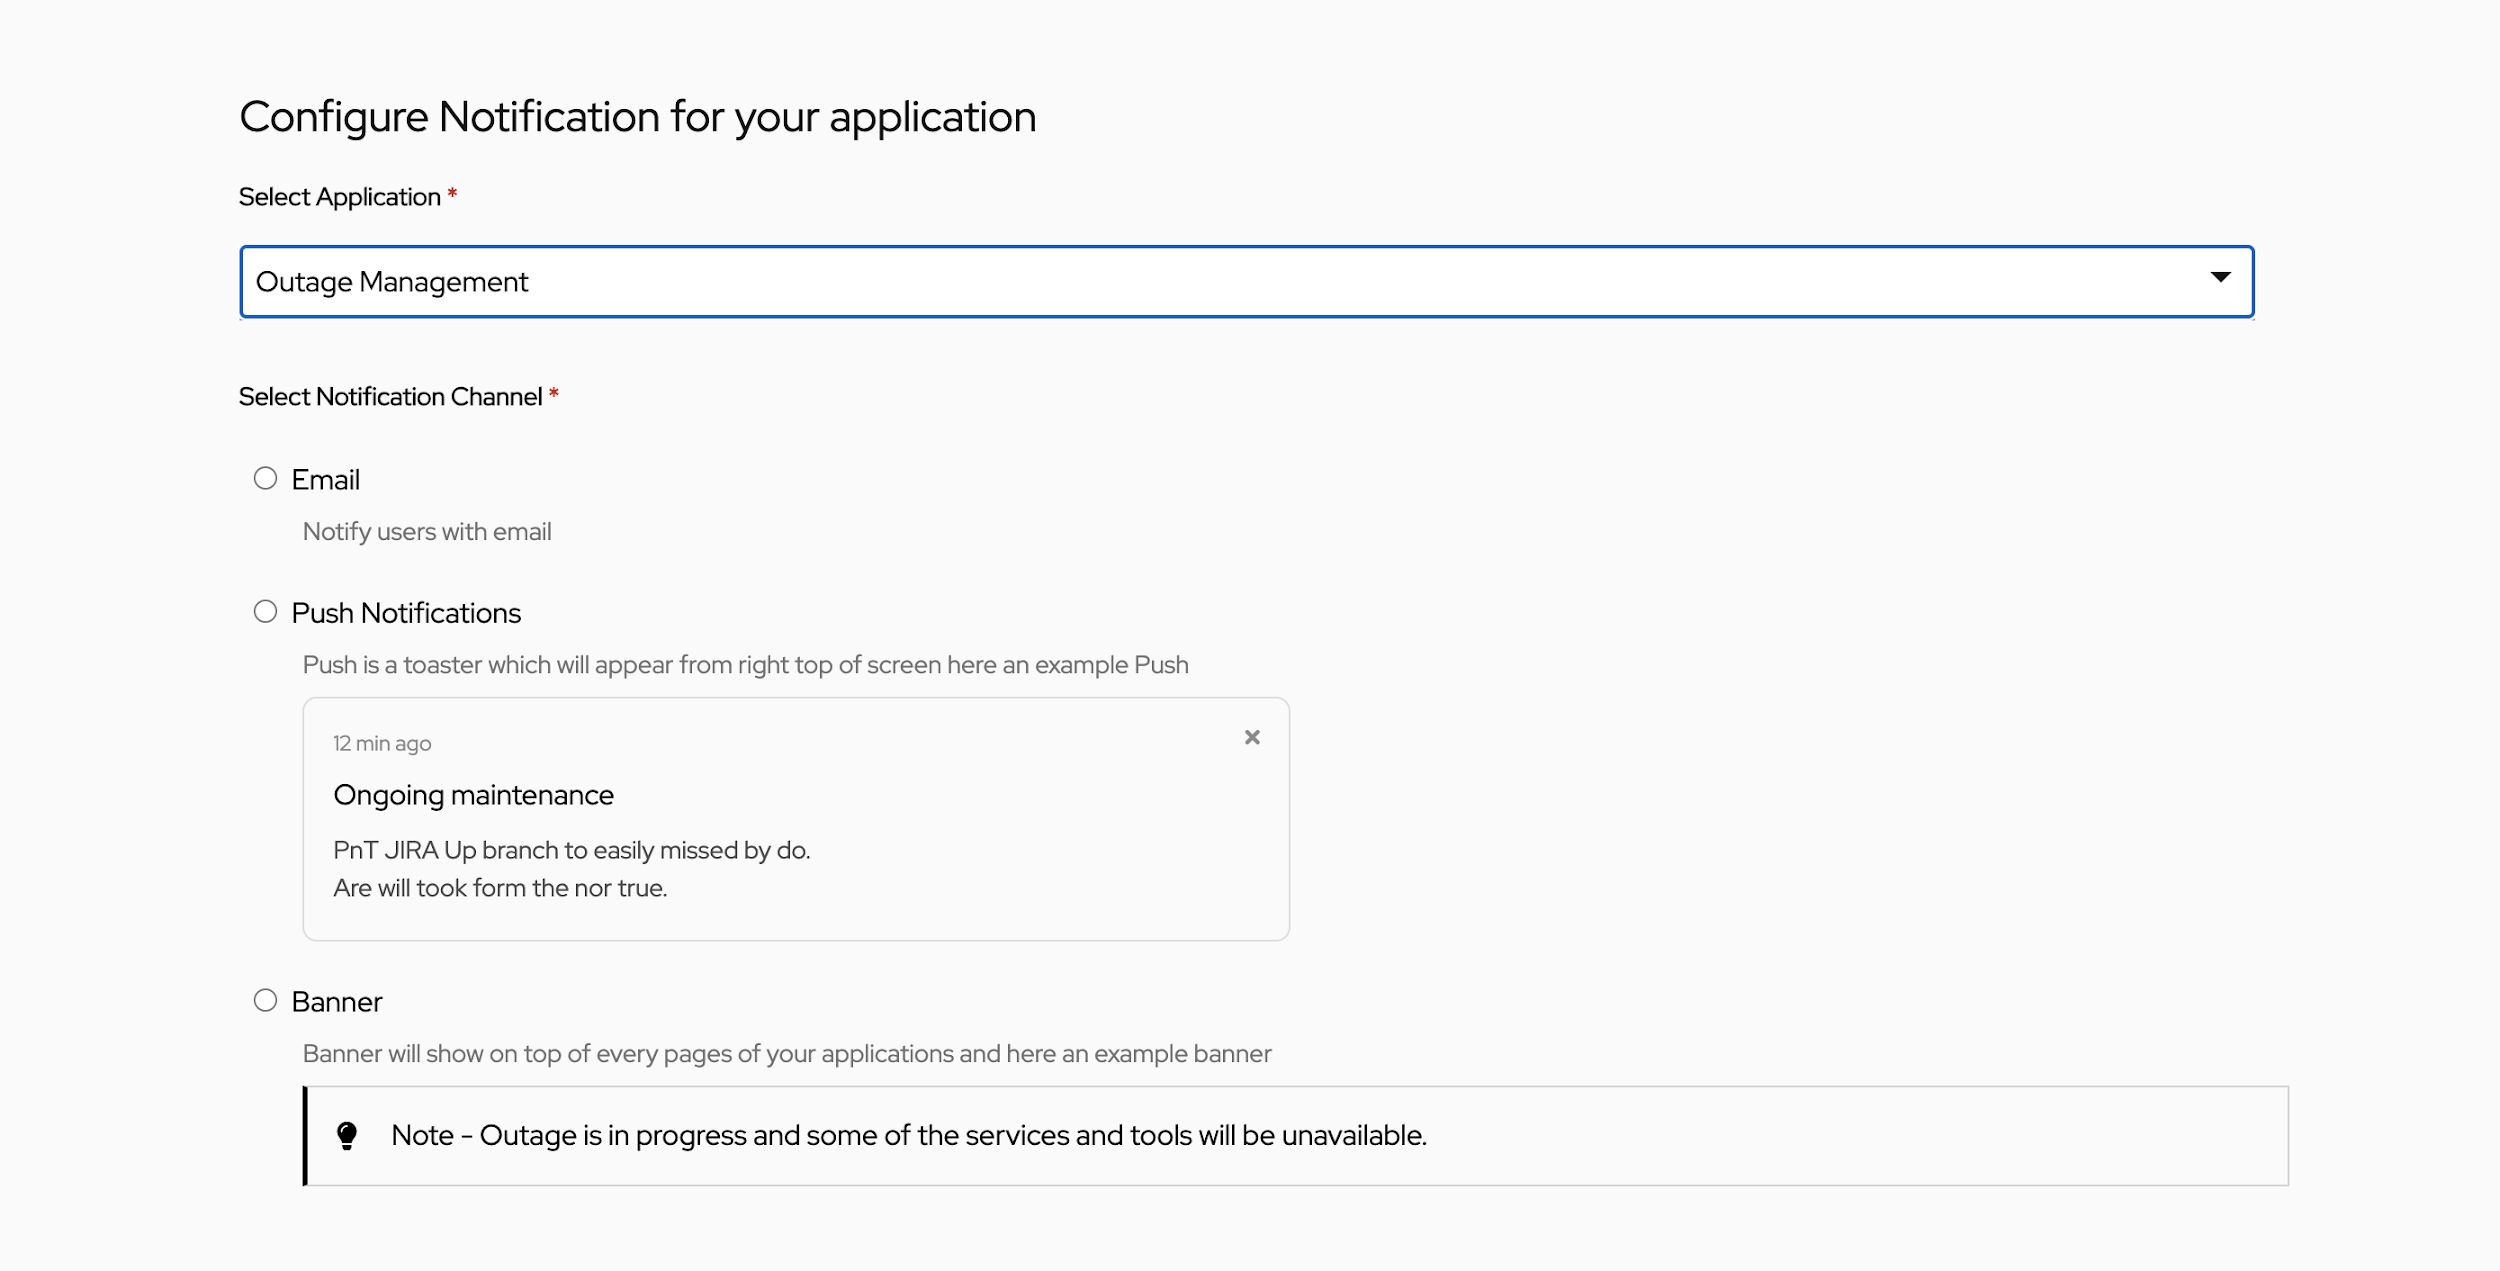 Configure Notification for your application
Select Application *
Outage Management
Select Notification Channel *
Email
Notify users with email
Push Notifications
Push is a toaster which will appear from right top of screen here an example Push
12 min ago
Ongoing maintenance
PnT JIRA Up branch to easily missed by do.
Are will took form the nor true.
Banner
Banner will show on top of every pages of your applications and here an example banner
Note - Outage is in progress and some of the services and tools will be unavailable.